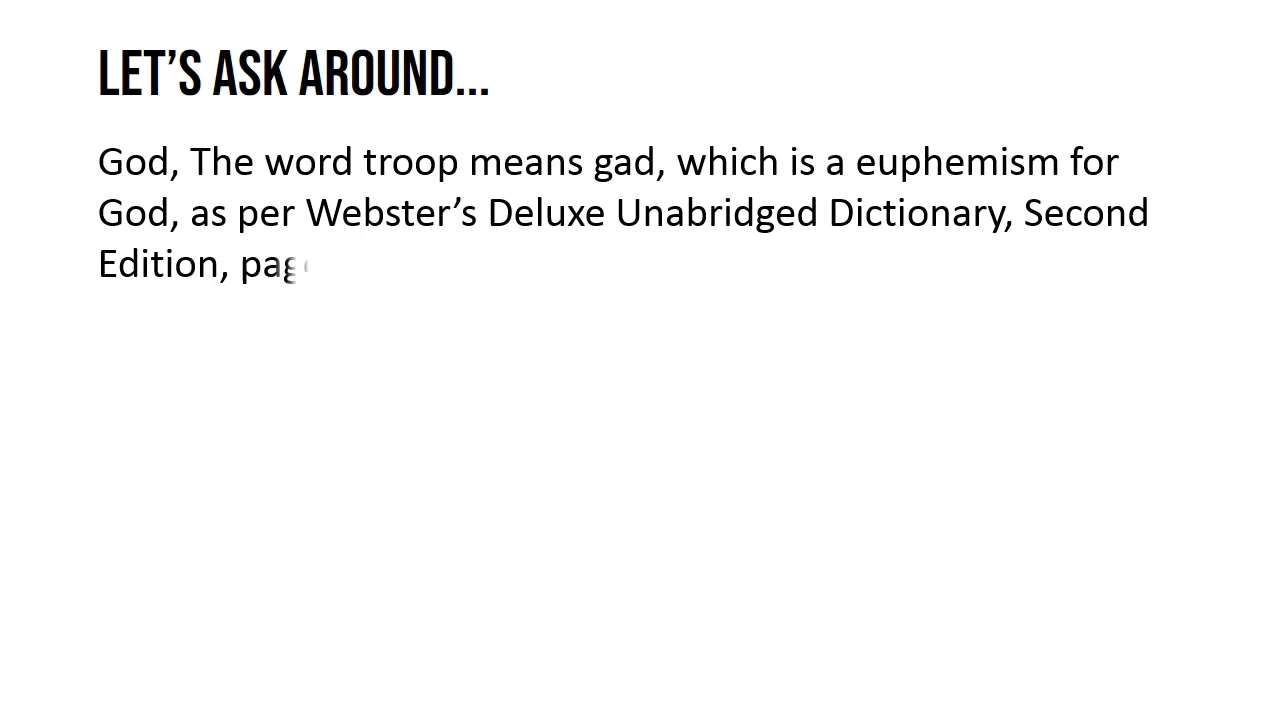 LET’S ASK AROUND...
God, The word troop means gad, which is a euphemism for
God, as per Webster’s Deluxe Unabridged Dictionary, Second
Edition,